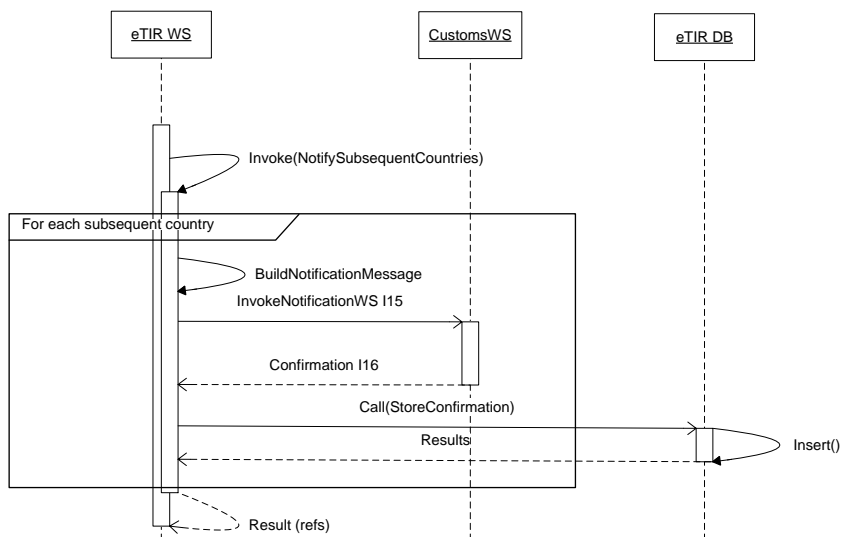 eTIR WS
CustomsWS
eTIR DB
Invoke(NotifySubsequentCountries)
For each subsequent country
BuildNotificationMessage
InvokeNotificationWS I15
Confirmation I16
Call(StoreConfirmation)
Results
Insert()
Result (refs)